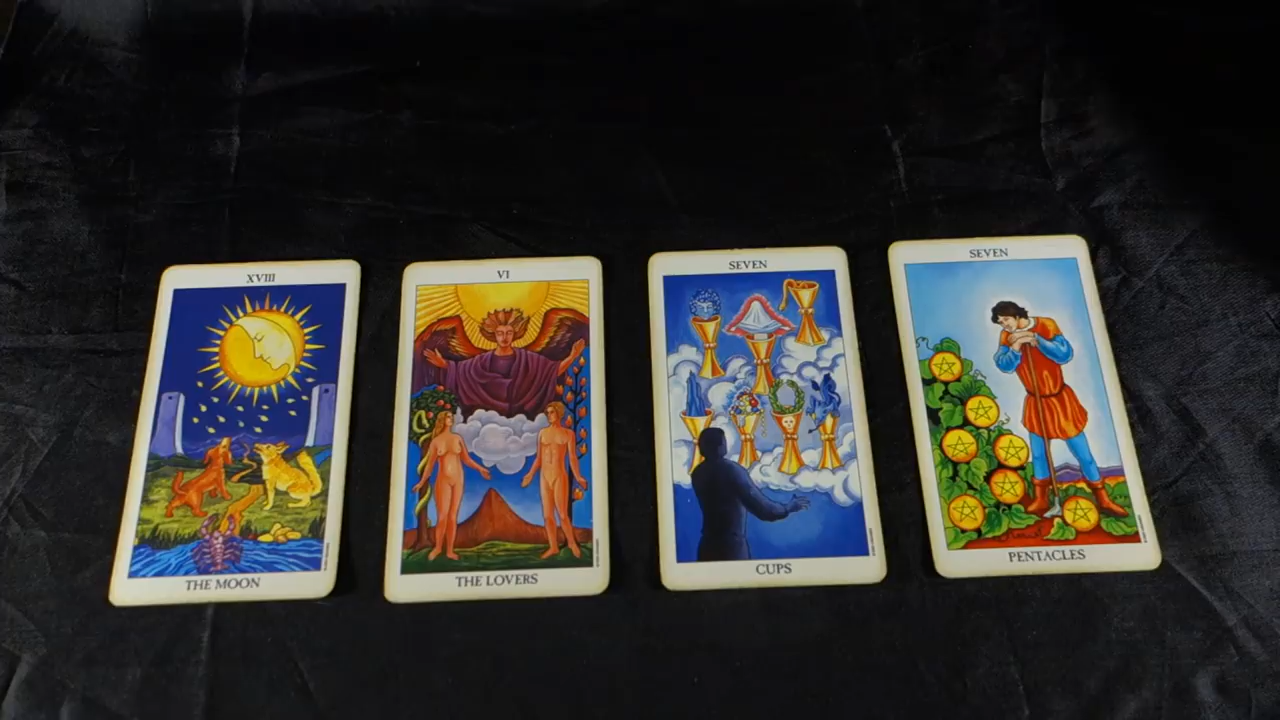 XVIII
THE MOON
VI
THE LOVERS
SEVEN
CUPS
SEVEN
PENTACLES